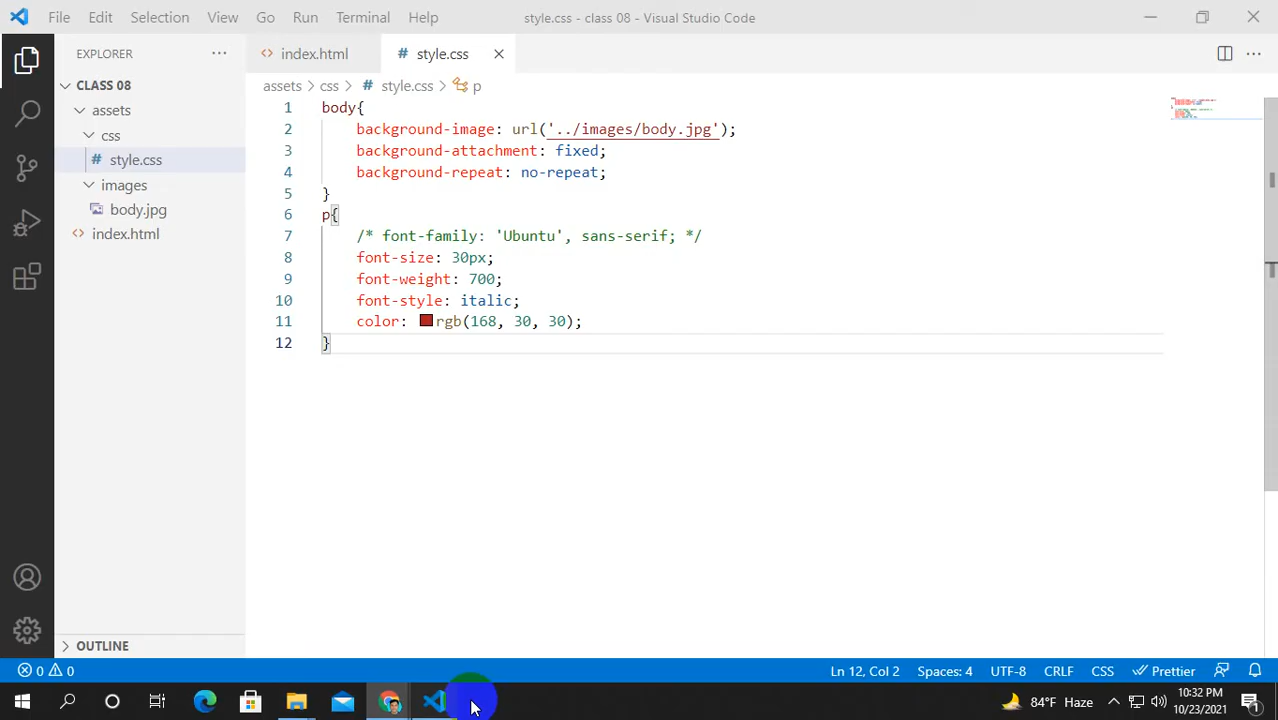 File Edit Selection View Go Run Terminal Help style.css - class 08 - Visual Studio Code
EXPLORER
CLASS 08
assets
css
style.css
images
body.jpg
index.html
OUTLINE
index.html style.css
assets > css > # style.css > p
1 body{
2 background-image: url('../images/body.jpg');
3 background-attachment: fixed;
4 background-repeat: no-repeat;
5 }
6 p{
7 /* font-family: 'Ubuntu', sans-serif; */
8 font-size: 30px;
9 font-weight: 700;
10 font-style: italic;
11 color: rgb(168, 30, 30);
12 }
0 0 Ln 12, Col 2 Spaces: 4 UTF-8 CRLF CSS Prettier
84°F Haze 10:32 PM
10/23/2021 1